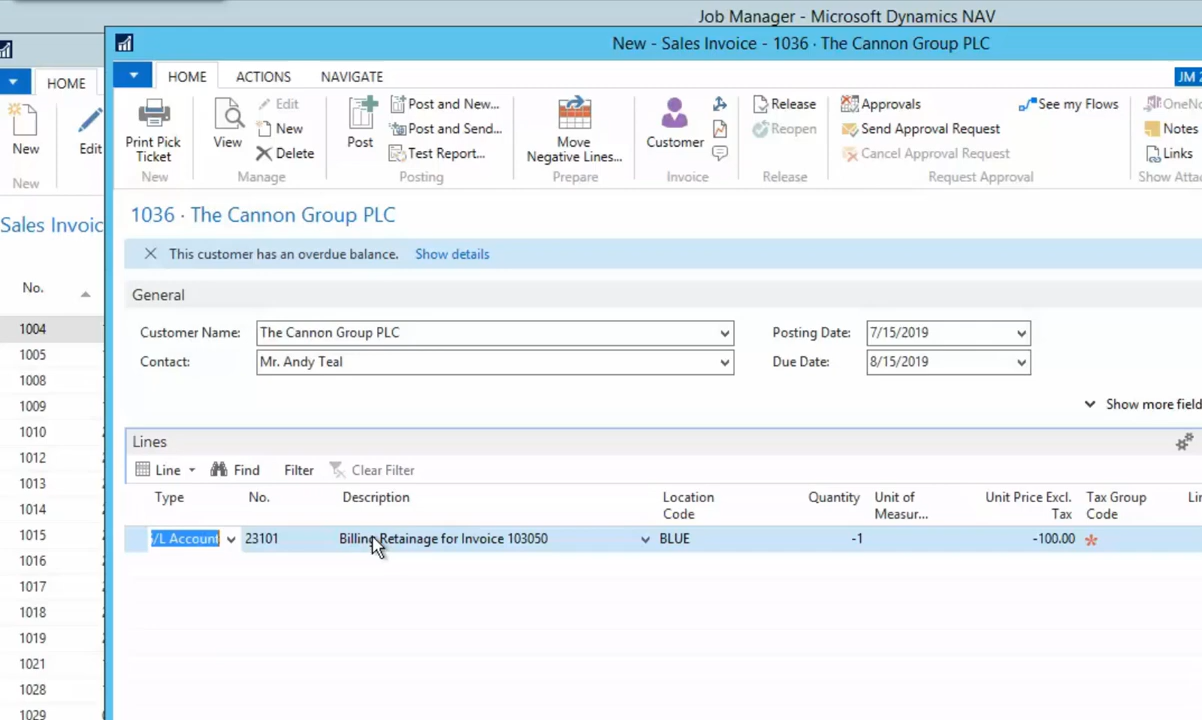 Job Manager - Microsoft Dynamics NAV
New - Sales Invoice - 1036 · The Cannon Group PLC
HOME
HOME
ACTIONS
NAVIGATE
JM
New
Edit
New
Print Pick
Ticket
New
View
Edit
New
Delete
Manage
Post
Post and New...
Post and Send...
Test Report...
Posting
Move
Negative Lines...
Prepare
Customer
Invoice
Release
Reopen
Release
Approvals
Send Approval Request
Cancel Approval Request
See my Flows
Request Approval
OneNo
Notes
Links
Show Attac
1036 · The Cannon Group PLC
Sales Invoic
This customer has an overdue balance. Show details
General
No.
Customer Name: The Cannon Group PLC
Posting Date: 7/15/2019
Contact: Mr. Andy Teal
Due Date: 8/15/2019
Show more field
Lines
Line Find Filter Clear Filter
Type No. Description Location Code Quantity Unit of Measur... Unit Price Excl. Tax Tax Group Code Lin
/L Account 23101 Billing Retainage for Invoice 103050 BLUE -1 -100.00 *
1004
1005
1008
1009
1010
1012
1013
1014
1015
1016
1017
1018
1019
1021
1028
1029